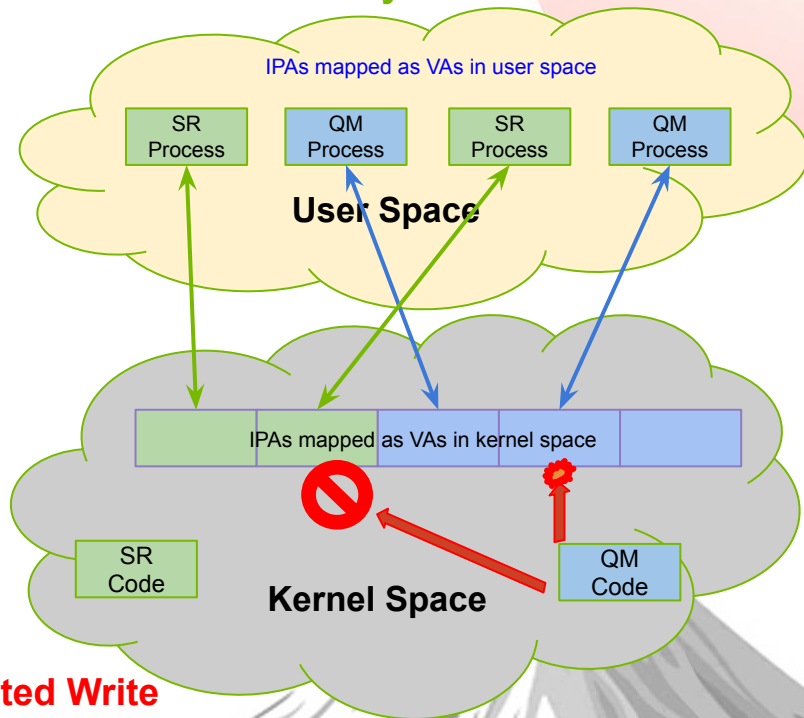 IPAs mapped as VAs in user space
SR
Process
QM
Process
SR
Process
QM
Process
User Space
IPAs mapped as VAs in kernel space
SR
Code
QM
Code
Kernel Space
ted Write